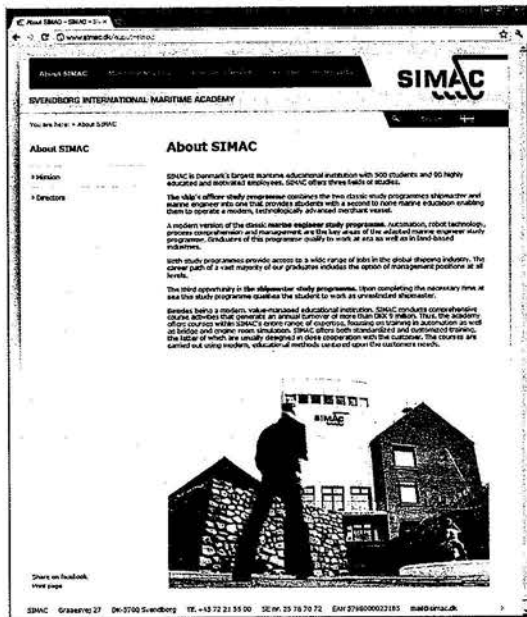 About SIMAC - SIMAC - Si
www.simac.dk/about-simac
About SIMAC
SIMAC
SVENDBORG INTERNATIONAL MARITIME ACADEMY
You are here: » About SIMAC
About SIMAC
Mission
Directors
About SIMAC
SIMAC is Denmark's largest maritime educational institution with 500 students and 90 highly
educated and motivated employees. SIMAC offers three fields of studies.
The ship's officer study programme combines the two classic study programmes shipmaster and
marine engineer into one that provides students with a second to none marine education enabling
them to operate a modern, technologically advanced merchant vessel.
A modern version of the classic marine engineer study programme. Automation, robot technology,
process comprehension and management are the key areas of the adapted marine engineer study
programme. Graduates of this programme qualify to work at sea as well as in land-based
industries.
Both study programmes provide access to a wide range of jobs in the global shipping industry. The
career path of a vast majority of our graduates includes the option of management positions at all
levels.
The third opportunity is the shipmaster study programme. Upon completing the necessary time at
sea this study programme qualifies the student to work as unrestricted shipmaster.
Besides being a modern, value-managed educational institution, SIMAC conducts comprehensive
course activities that generate an annual turnover of more than DKK 9 million. Thus, the academy
offers courses within SIMAC's entire range of expertise, focusing on training in automation as well
as bridge and engine room simulation. SIMAC offers both standardized and customized training,
the latter of which are usually designed in close cooperation with the customer. The courses are
carried out using modern, educational methods centered upon the customers needs.
SIMAC
Share on facebook
Print page
SIMAC Graaesvej 27 DK-5700 Svendborg Tlf. +45 72 21 55 00 SE nr. 25 76 70 72 EAN 5798000023185 mail@simac.dk